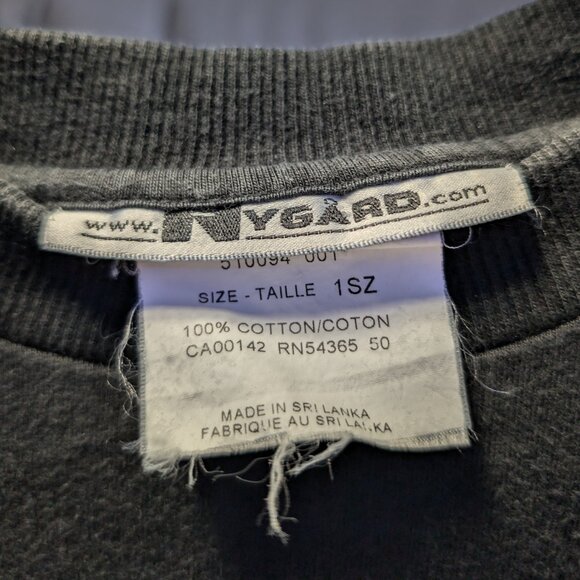 www.NYGÅRD.com
510094 001
SIZE - TAILLE 1SZ
100% COTTON/COTON
CA00142 RN54365 50
MADE IN SRI LANKA
FABRIQUE AU SRI LANKA